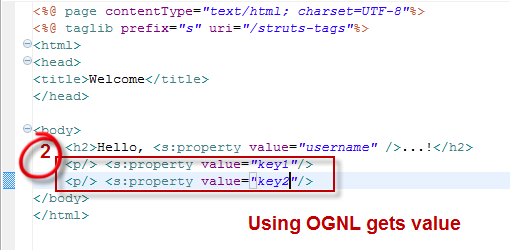 <%@ page contentType="text/html; charset=UTF-8"%>
<%@ taglib prefix="s" uri="/struts-tags"%>
<html>
<head>
<title>Welcome</title>
</head>
<body>
<h2>Hello, <s:property value="username" />...!</h2>
2
<p/> <s:property value="key1"/>
<p/> <s:property value="key2"/>
</body>
</html>
Using OGNL gets value